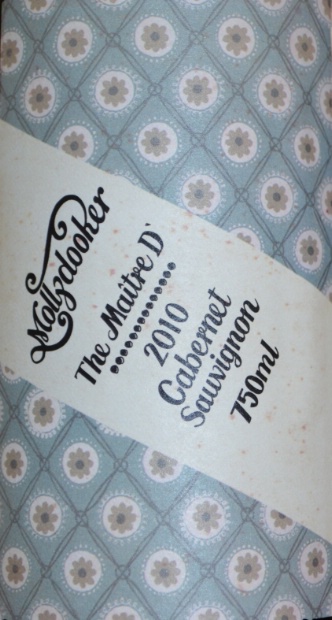 Mollydooker
The Maître D'
2010
Cabernet
Sauvignon
750ml